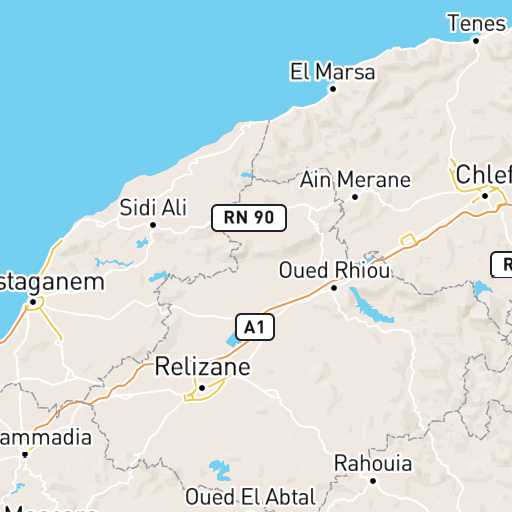 Tenes
El Marsa
Chlef
Ain Merane
Sidi Ali
RN 90
R
Oued Rhiou
staganem
A1
Relizane
ammadia
Rahouia
Oued El Abtal